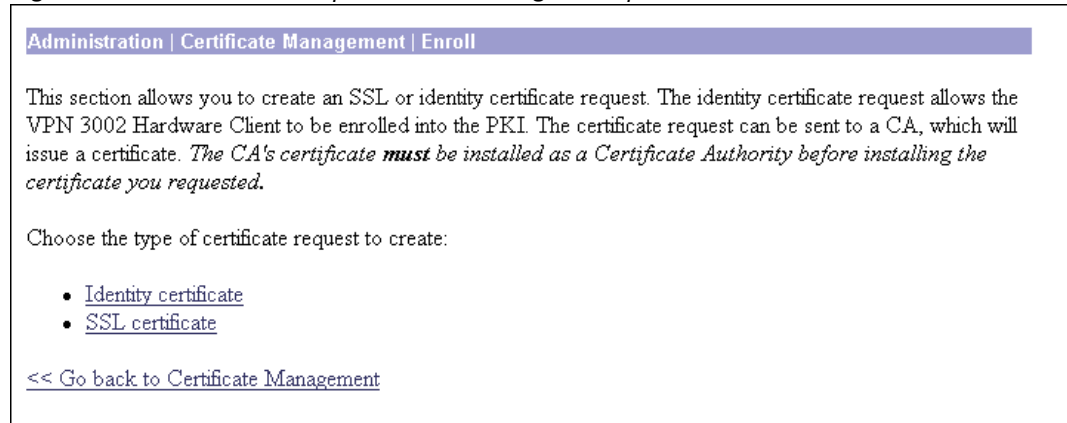 Administration | Certificate Management | Enroll
This section allows you to create an SSL or identity certificate request. The identity certificate request allows the
VPN 3002 Hardware Client to be enrolled into the PKI. The certificate request can be sent to a CA, which will
issue a certificate. The CA's certificate must be installed as a Certificate Authority before installing the
certificate you requested.
Choose the type of certificate request to create:
• Identity certificate
• SSL certificate
<< Go back to Certificate Management